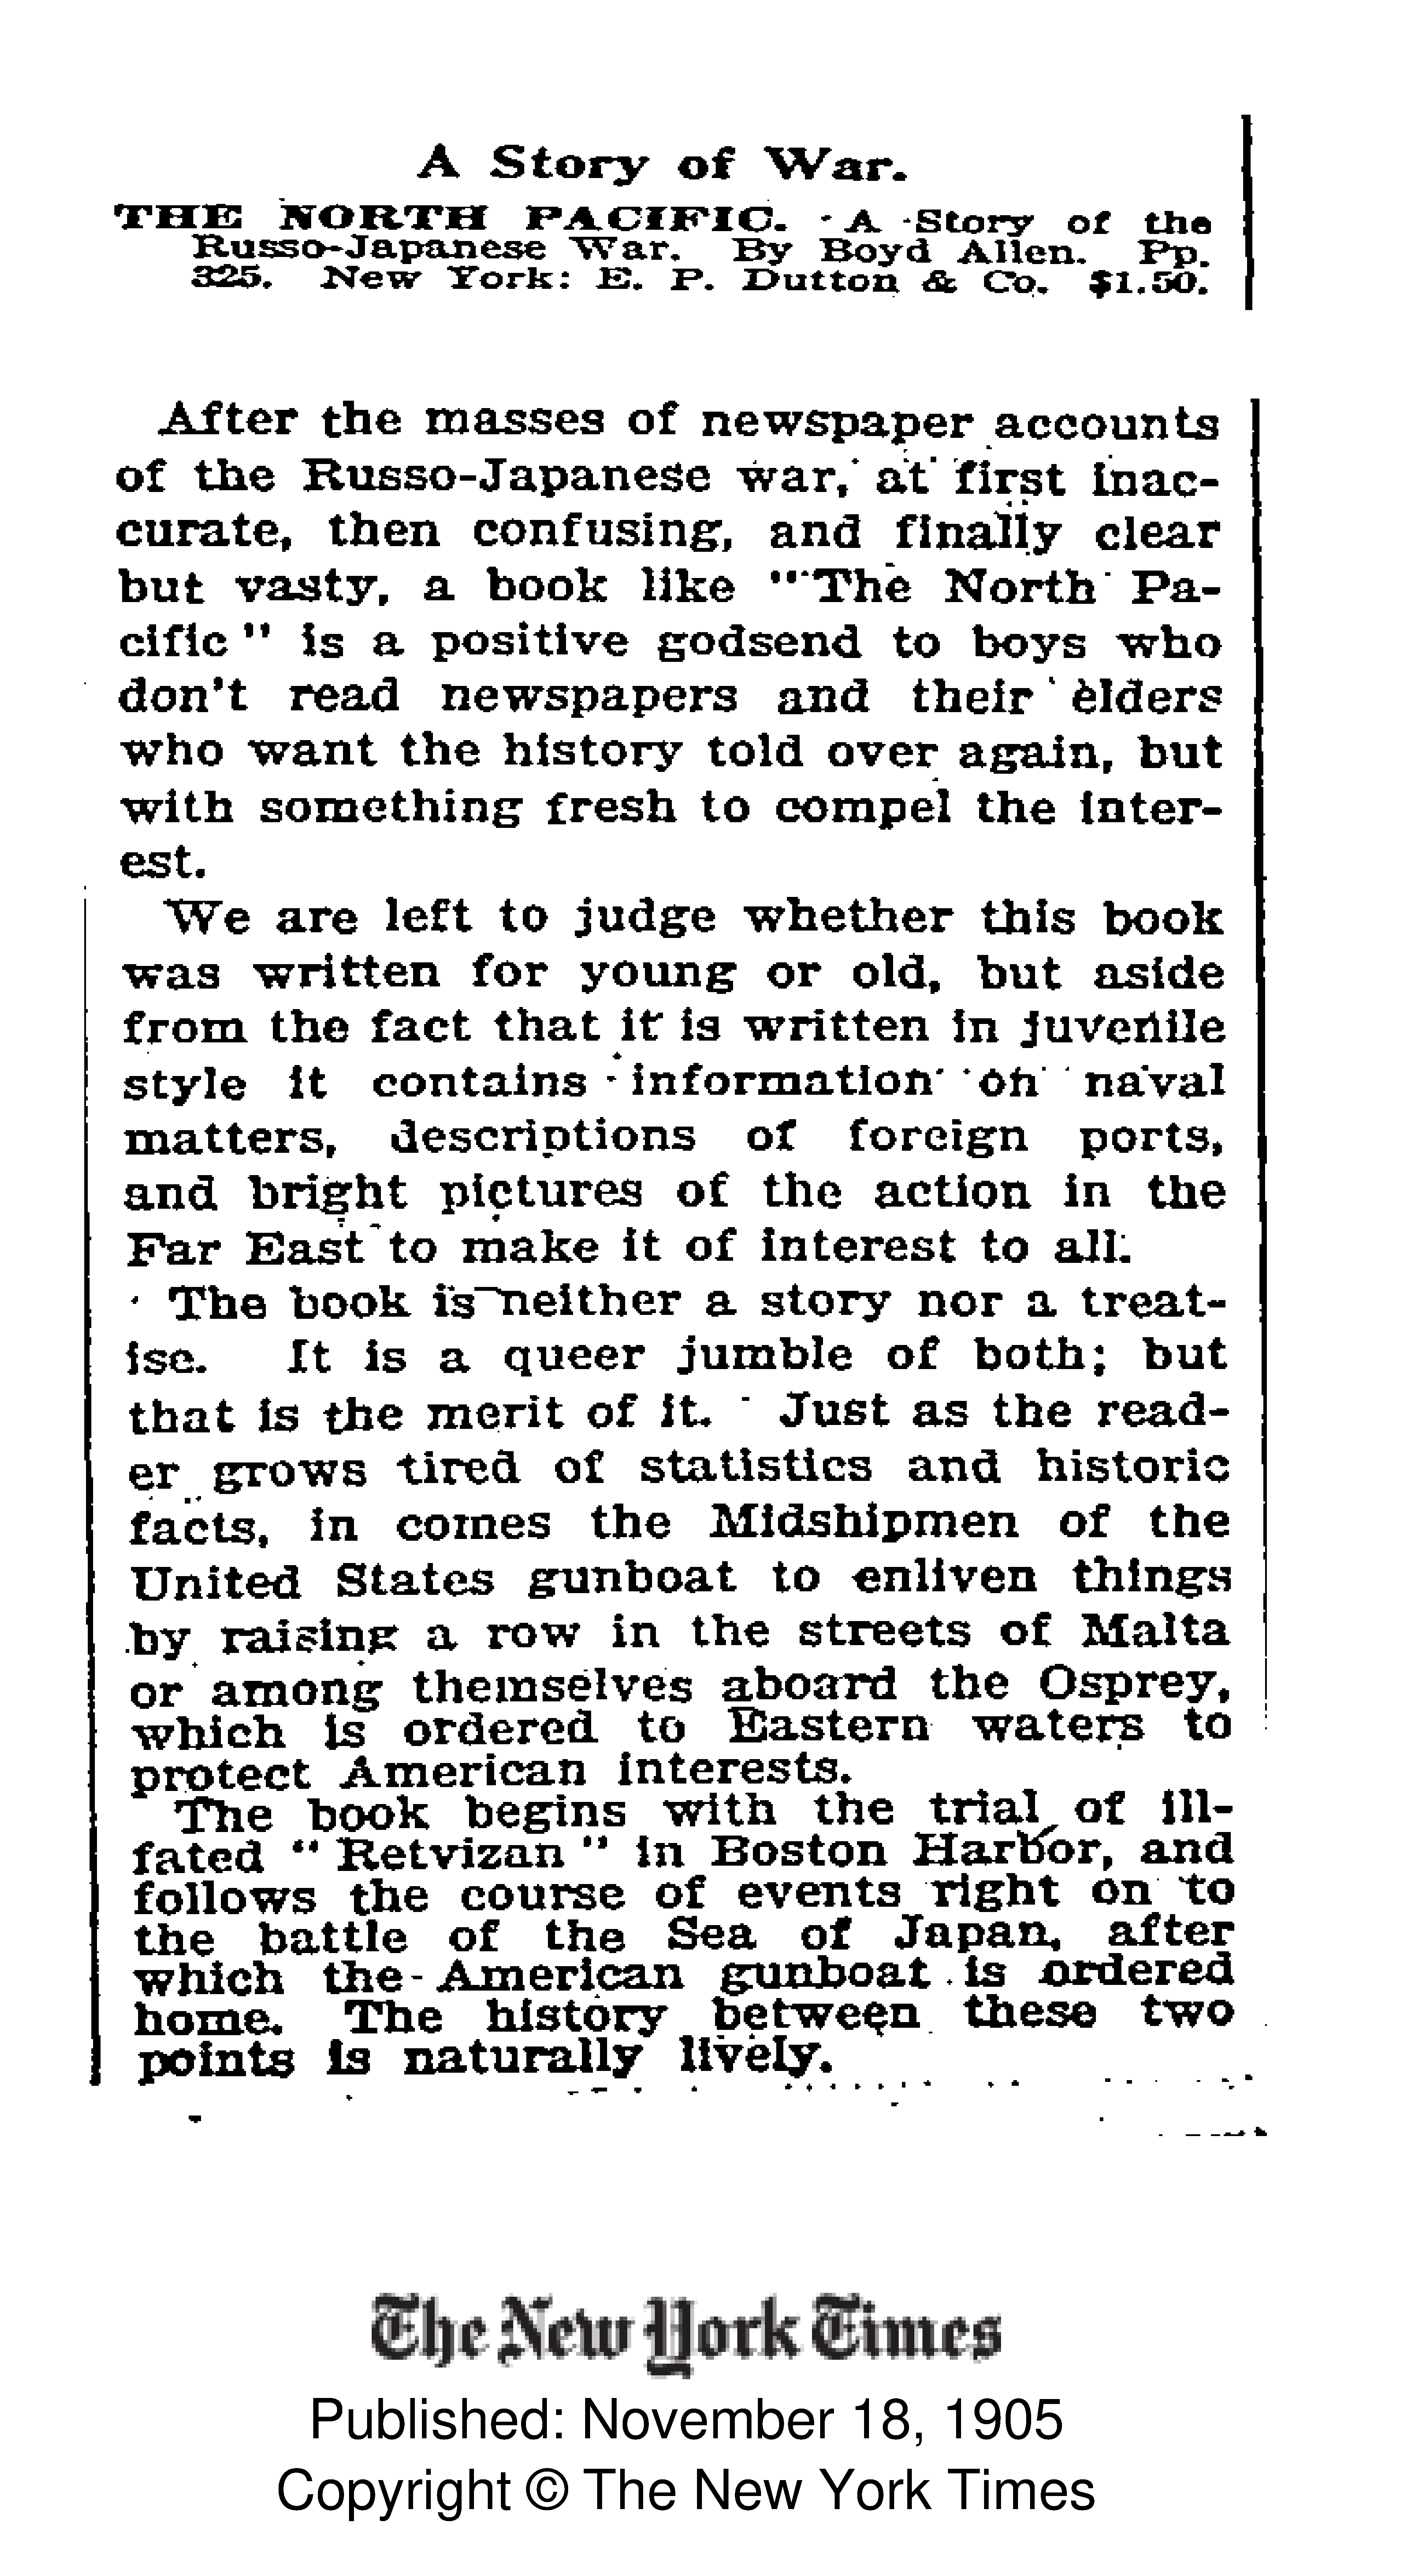 A Story of War.
THE NORTH PACIFIC. A Story of the
Russo-Japanese War. By Boyd Allen. Pp.
325. New York: E. P. Dutton & Co. $1.50.
After the masses of newspaper accounts
of the Russo-Japanese war, at first inac-
curate, then confusing, and finally clear
but vasty, a book like "The North Pa-
cific" is a positive godsend to boys who
don't read newspapers and their elders
who want the history told over again, but
with something fresh to compel the inter-
est.
We are left to judge whether this book
was written for young or old, but aside
from the fact that it is written in juvenile
style it contains information on naval
matters, descriptions of foreign ports,
and bright pictures of the action in the
Far East to make it of interest to all.
The book is neither a story nor a treat-
ise. It is a queer jumble of both; but
that is the merit of it. Just as the read-
er grows tired of statistics and historic
facts, in comes the Midshipmen of the
United States gunboat to enliven things
by raising a row in the streets of Malta
or among themselves aboard the Osprey,
which is ordered to Eastern waters to
protect American interests.
The book begins with the trial of ill-
fated "Retvizan" in Boston Harbor, and
follows the course of events right on to
the battle of the Sea of Japan, after
which the American gunboat is ordered
home. The history between these two
points is naturally lively.
The New York Times
Published: November 18, 1905
Copyright © The New York Times